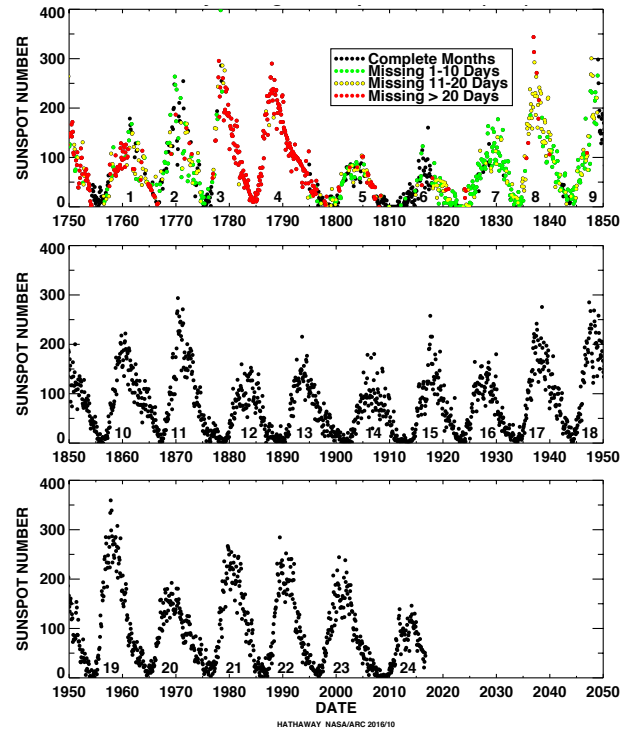 400
300
200
100
0
SUNSPOT NUMBER
Complete Months
Missing 1-10 Days
Missing 11-20 Days
Missing > 20 Days
1 2 3 4 5 6 7 8 9
1750 1760 1770 1780 1790 1800 1810 1820 1830 1840 1850
400
300
200
100
0
SUNSPOT NUMBER
10 11 12 13 14 15 16 17 18
1850 1860 1870 1880 1890 1900 1910 1920 1930 1940 1950
400
300
200
100
0
SUNSPOT NUMBER
19 20 21 22 23 24
1950 1960 1970 1980 1990 2000 2010 2020 2030 2040 2050
DATE
HATHAWAY NASA/ARC 2016/10